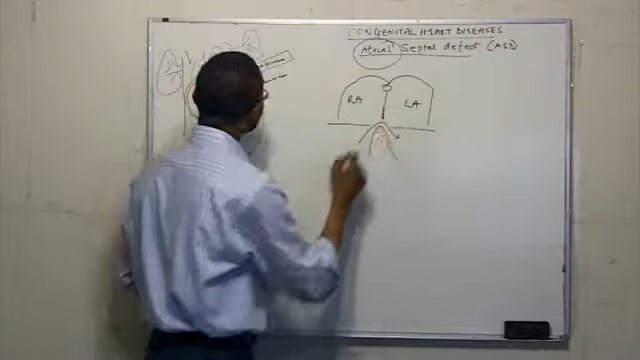 CONGENITAL HEART DISEASES
Atrial Septal defect (ASD)
RA LA